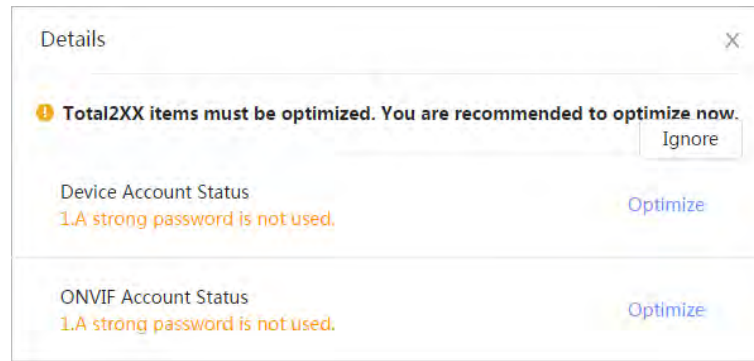 Details
Total2XX items must be optimized. You are recommended to optimize now.
Ignore
Device Account Status
Optimize
1.A strong password is not used.
ONVIF Account Status
Optimize
1.A strong password is not used.